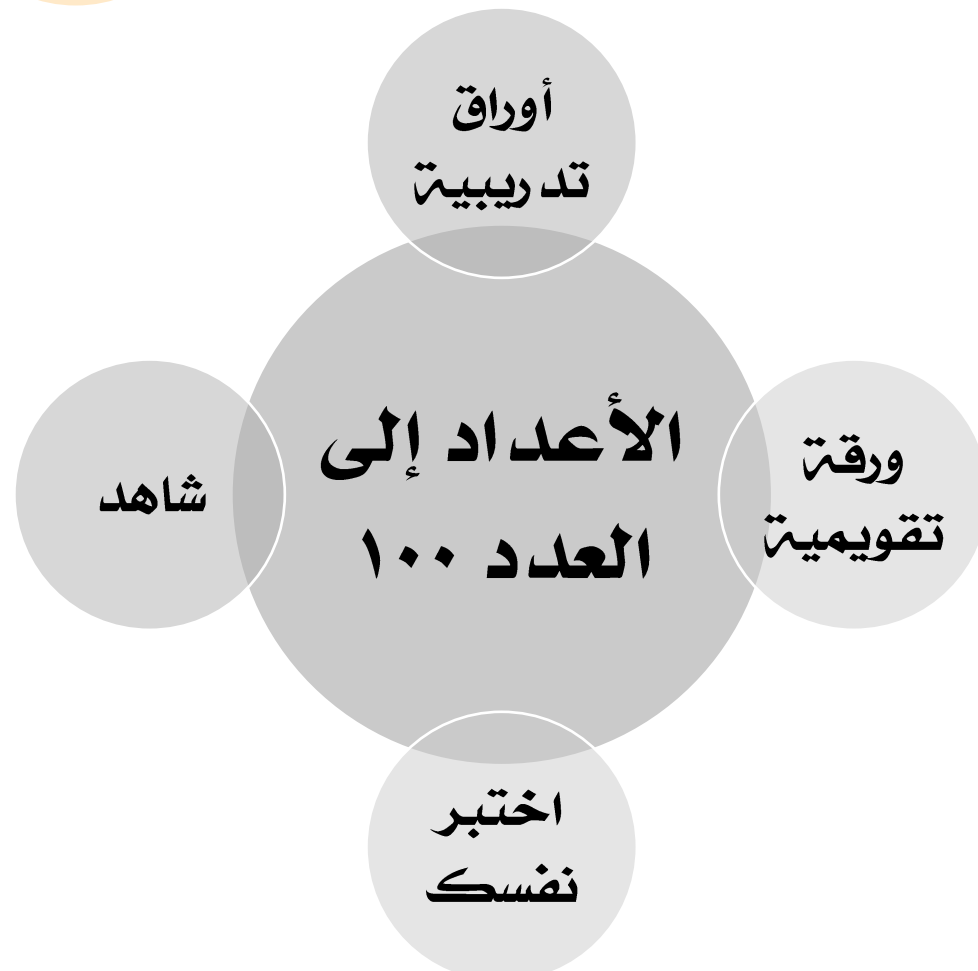 أوراق
تدريبية
الأعداد إلى
العدد ١٠٠
ورقة
تقويمية
شاهد
اختبر
نفسك